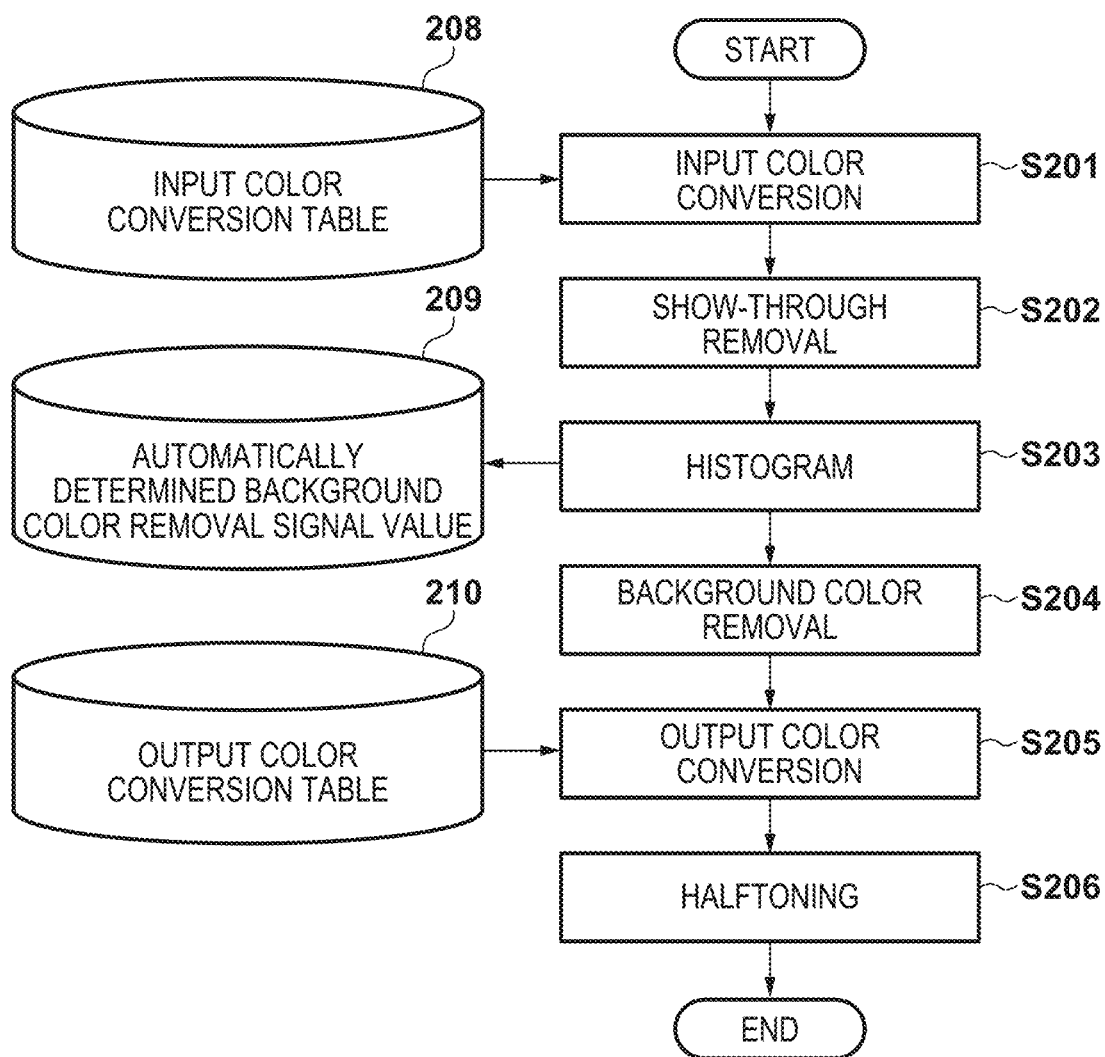 START
208
INPUT COLOR
CONVERSION TABLE
INPUT COLOR
CONVERSION
S201
SHOW-THROUGH
REMOVAL
S202
209
AUTOMATICALLY
DETERMINED BACKGROUND
COLOR REMOVAL SIGNAL VALUE
HISTOGRAM
S203
BACKGROUND COLOR
REMOVAL
S204
210
OUTPUT COLOR
CONVERSION TABLE
OUTPUT COLOR
CONVERSION
S205
HALFTONING
S206
END